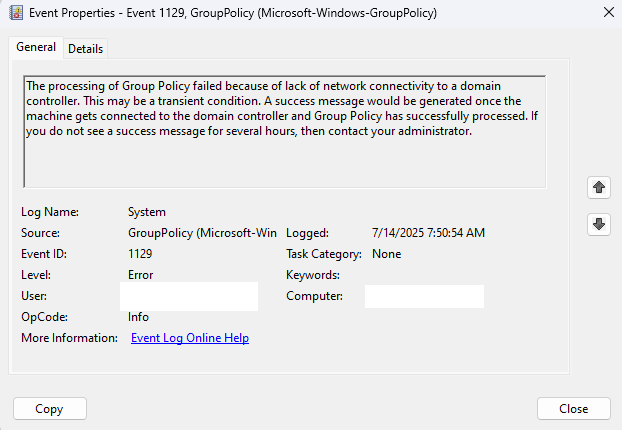 Event Properties - Event 1129, GroupPolicy (Microsoft-Windows-GroupPolicy)
General Details
The processing of Group Policy failed because of lack of network connectivity to a domain
controller. This may be a transient condition. A success message would be generated once the
machine gets connected to the domain controller and Group Policy has successfully processed. If
you do not see a success message for several hours, then contact your administrator.
Log Name: System
Source: GroupPolicy (Microsoft-Win Logged: 7/14/2025 7:50:54 AM
Event ID: 1129 Task Category: None
Level: Error Keywords:
User: Computer:
OpCode: Info
More Information: Event Log Online Help
Copy Close